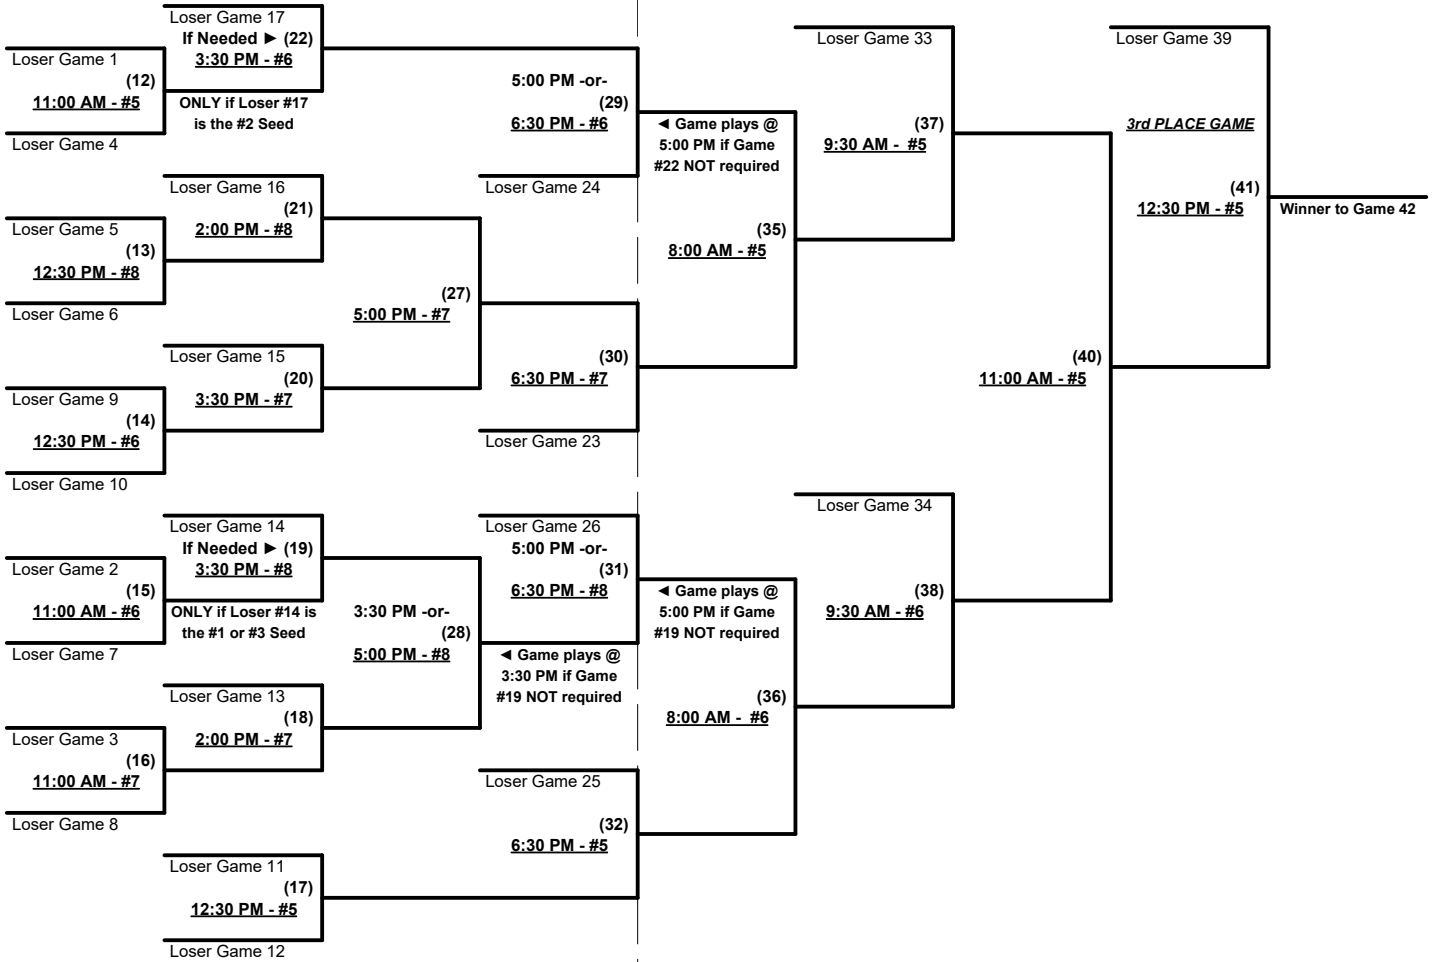 Loser Game 17
If Needed ► (22)
3:30 PM - #6
Loser Game 1
(12)
11:00 AM - #5
ONLY if Loser #17
is the #2 Seed
Loser Game 4
Loser Game 16
(21)
2:00 PM - #8
Loser Game 5
(13)
12:30 PM - #8
Loser Game 6
Loser Game 15
(20)
3:30 PM - #7
Loser Game 9
(14)
12:30 PM - #6
Loser Game 10
Loser Game 14
If Needed ► (19)
3:30 PM - #8
Loser Game 2
(15)
11:00 AM - #6
ONLY if Loser #14 is
the #1 or #3 Seed
Loser Game 7
Loser Game 13
(18)
2:00 PM - #7
Loser Game 3
(16)
11:00 AM - #7
Loser Game 8
Loser Game 11
(17)
12:30 PM - #5
Loser Game 12
(27)
5:00 PM - #7
3:30 PM -or-
(28)
5:00 PM - #8
5:00 PM -or-
(29)
6:30 PM - #6
Loser Game 24
(30)
6:30 PM - #7
Loser Game 23
Loser Game 26
5:00 PM -or-
(31)
6:30 PM - #8
◄ Game plays @
3:30 PM if Game
#19 NOT required
Loser Game 25
(32)
6:30 PM - #5
◄ Game plays @
5:00 PM if Game
#22 NOT required
(35)
8:00 AM - #5
◄ Game plays @
5:00 PM if Game
#19 NOT required
(36)
8:00 AM - #6
Loser Game 33
(37)
9:30 AM - #5
Loser Game 34
(38)
9:30 AM - #6
(40)
11:00 AM - #5
Loser Game 39
3rd PLACE GAME
(41)
12:30 PM - #5
Winner to Game 42